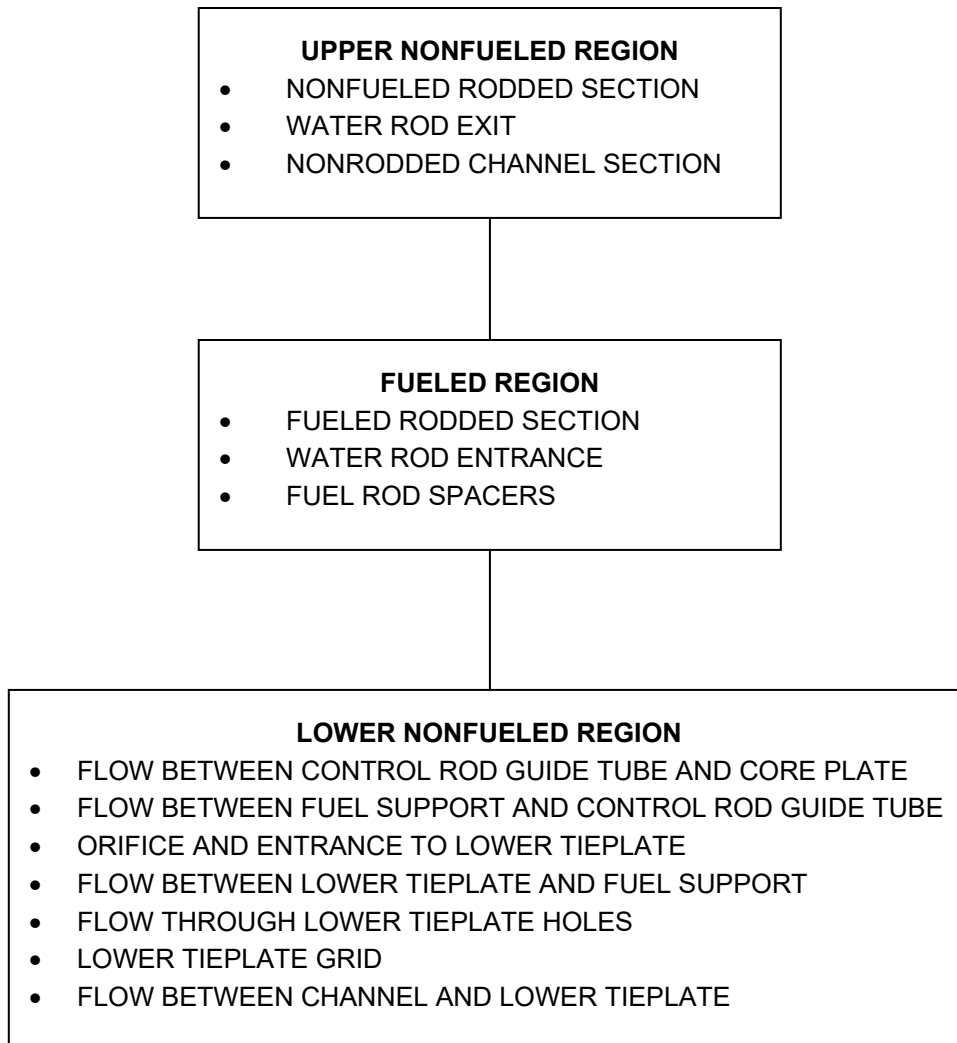 UPPER NONFUELED REGION
• NONFUELED RODDED SECTION
• WATER ROD EXIT
• NONRODDED CHANNEL SECTION
FUELED REGION
• FUELED RODDED SECTION
• WATER ROD ENTRANCE
• FUEL ROD SPACERS
LOWER NONFUELED REGION
• FLOW BETWEEN CONTROL ROD GUIDE TUBE AND CORE PLATE
• FLOW BETWEEN FUEL SUPPORT AND CONTROL ROD GUIDE TUBE
• ORIFICE AND ENTRANCE TO LOWER TIEPLATE
• FLOW BETWEEN LOWER TIEPLATE AND FUEL SUPPORT
• FLOW THROUGH LOWER TIEPLATE HOLES
• LOWER TIEPLATE GRID
• FLOW BETWEEN CHANNEL AND LOWER TIEPLATE